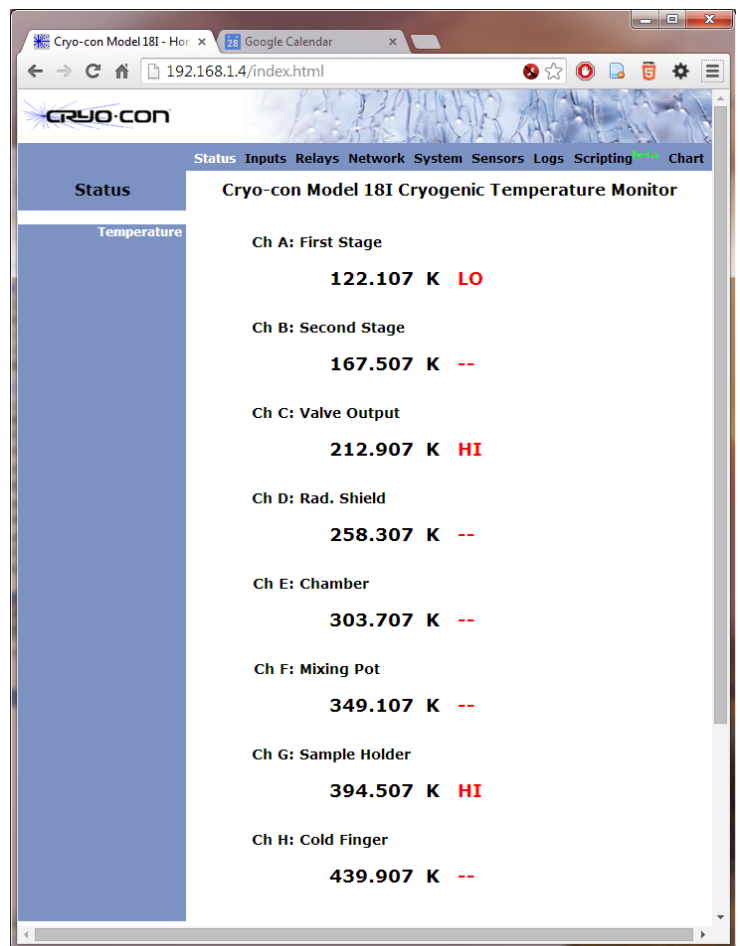 Cryo-con Model 18I - Hor
28 Google Calendar
192.168.1.4/index.html
CRYO·CON
Status Inputs Relays Network System Sensors Logs Scripting beta Chart
Status
Cryo-con Model 18I Cryogenic Temperature Monitor
Temperature
Ch A: First Stage
122.107 K LO
Ch B: Second Stage
167.507 K --
Ch C: Valve Output
212.907 K HI
Ch D: Rad. Shield
258.307 K --
Ch E: Chamber
303.707 K --
Ch F: Mixing Pot
349.107 K --
Ch G: Sample Holder
394.507 K HI
Ch H: Cold Finger
439.907 K --